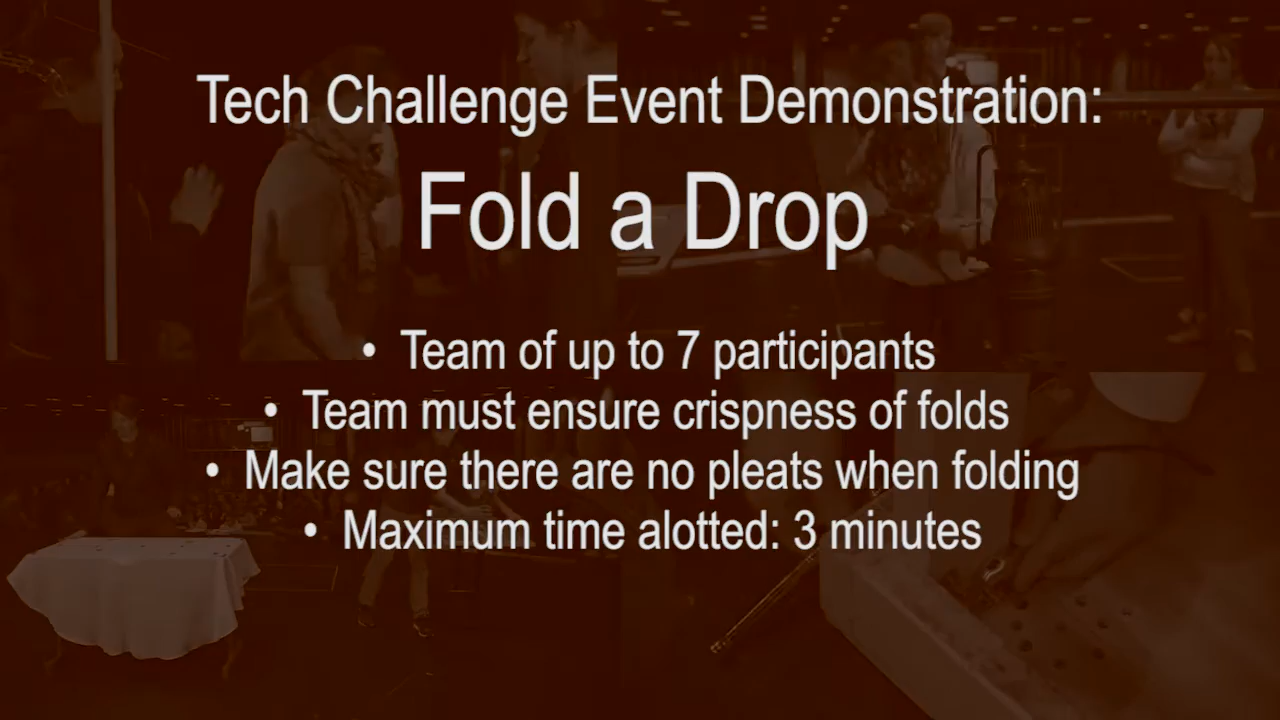 Tech Challenge Event Demonstration:
Fold a Drop
• Team of up to 7 participants
• Team must ensure crispness of folds
• Make sure there are no pleats when folding
• Maximum time alotted: 3 minutes